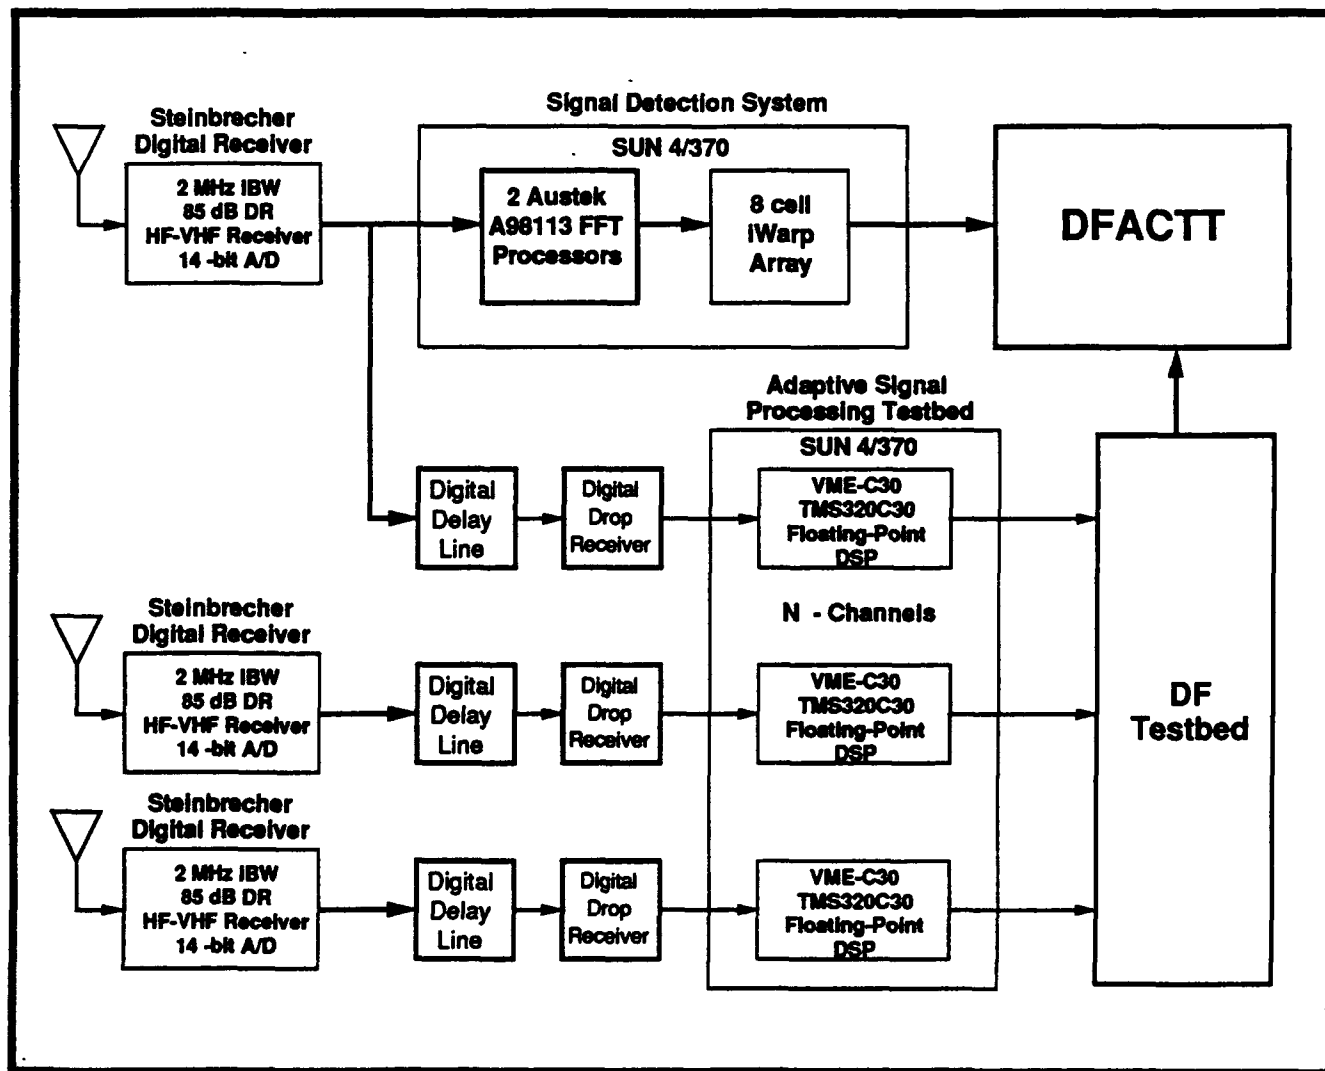 Steinbrecher
Digital Receiver
2 MHz IBW
85 dB DR
HF-VHF Receiver
14 -bit A/D
Signal Detection System
SUN 4/370
2 Austek
A98113 FFT
Processors
8 cell
iWarp
Array
DFACTT
Adaptive Signal
Processing Testbed
SUN 4/370
Digital
Delay
Line
Digital
Drop
Receiver
VME-C30
TMS320C30
Floating-Point
DSP
N - Channels
Steinbrecher
Digital Receiver
2 MHz IBW
85 dB DR
HF-VHF Receiver
14 -bit A/D
Digital
Delay
Line
Digital
Drop
Receiver
VME-C30
TMS320C30
Floating-Point
DSP
DF
Testbed
Steinbrecher
Digital Receiver
2 MHz IBW
85 dB DR
HF-VHF Receiver
14 -bit A/D
Digital
Delay
Line
Digital
Drop
Receiver
VME-C30
TMS320C30
Floating-Point
DSP